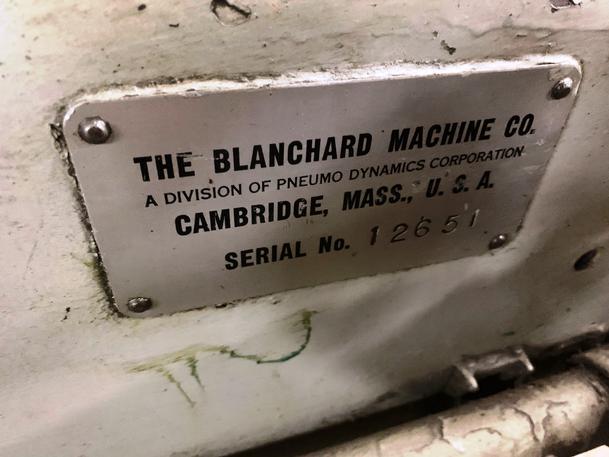 THE BLANCHARD MACHINE CO.
A DIVISION OF PNEUMO DYNAMICS CORPORATION
CAMBRIDGE, MASS., U. S. A.
SERIAL No. 12651